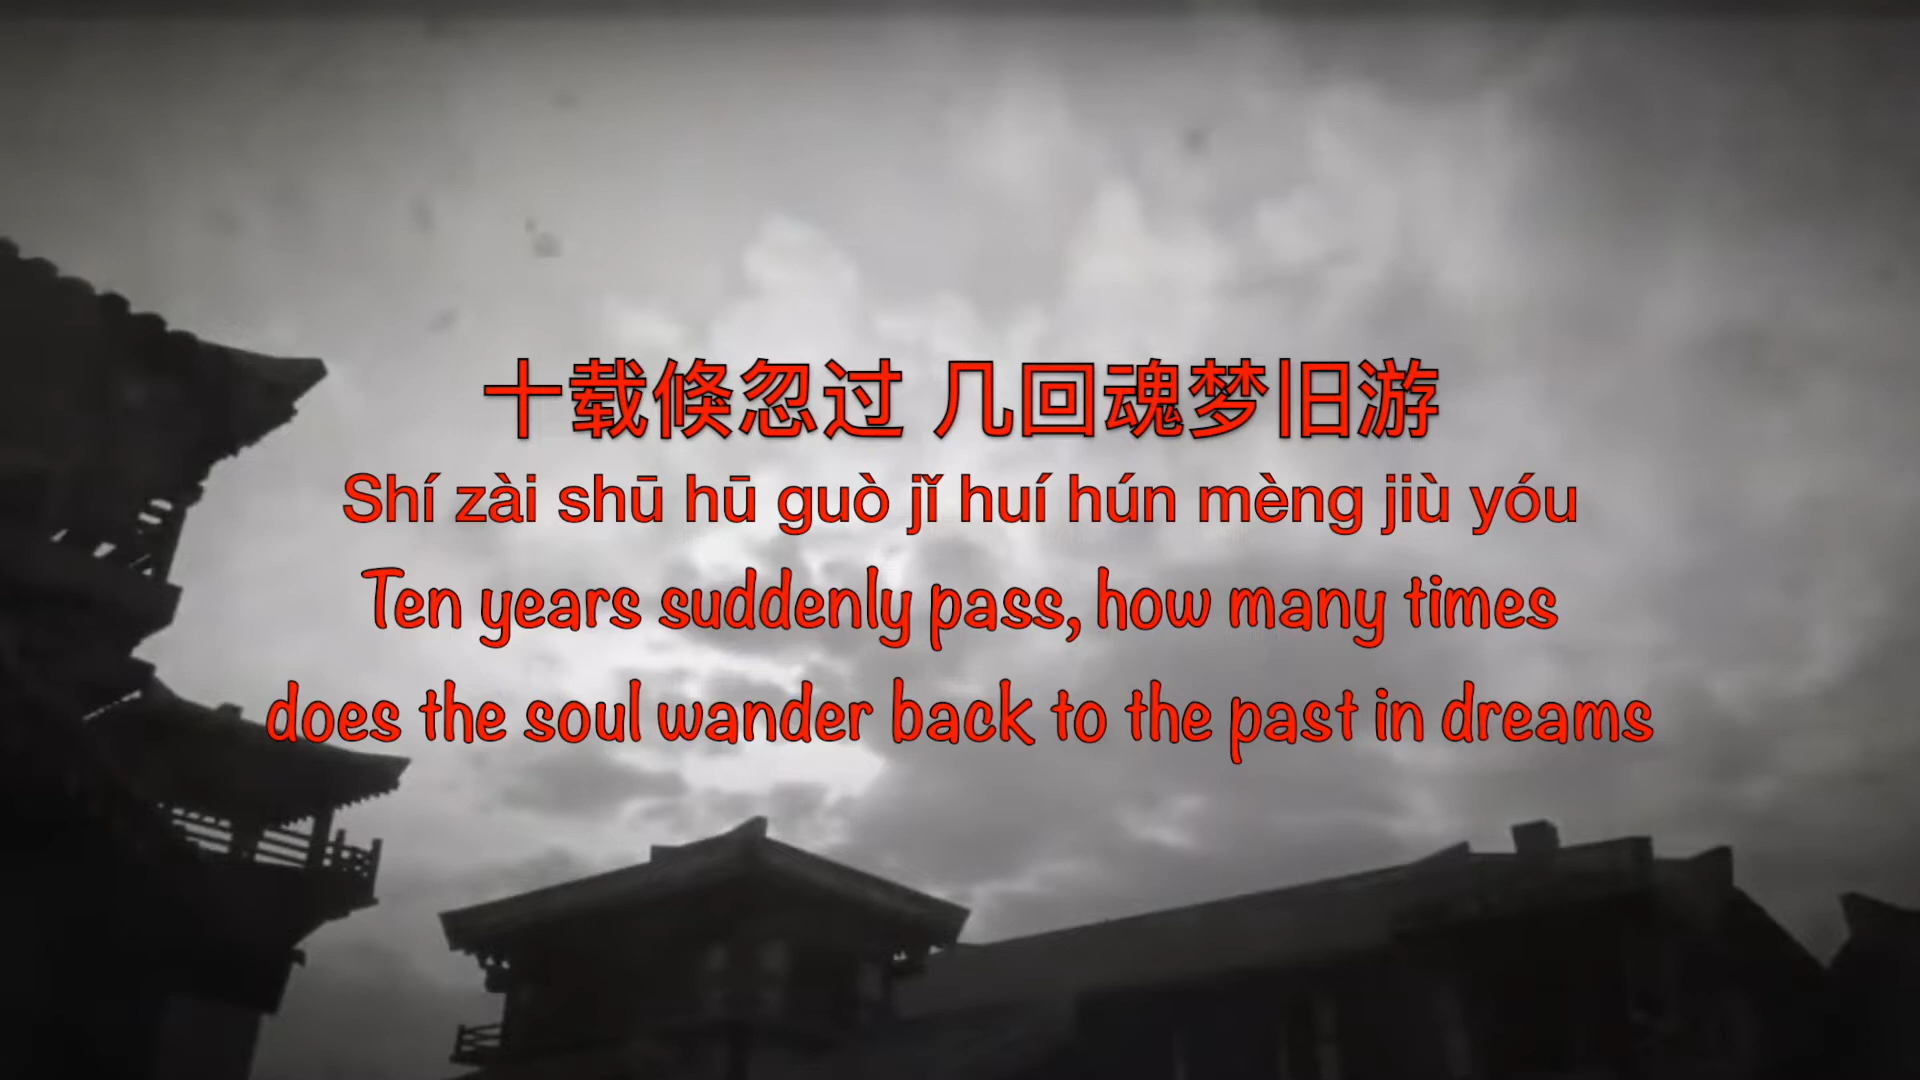 十载倏忽过 几回魂梦旧游
Shí zài shū hū guò jǐ huí hún mèng jiù yóu
Ten years suddenly pass, how many times
does the soul wander back to the past in dreams